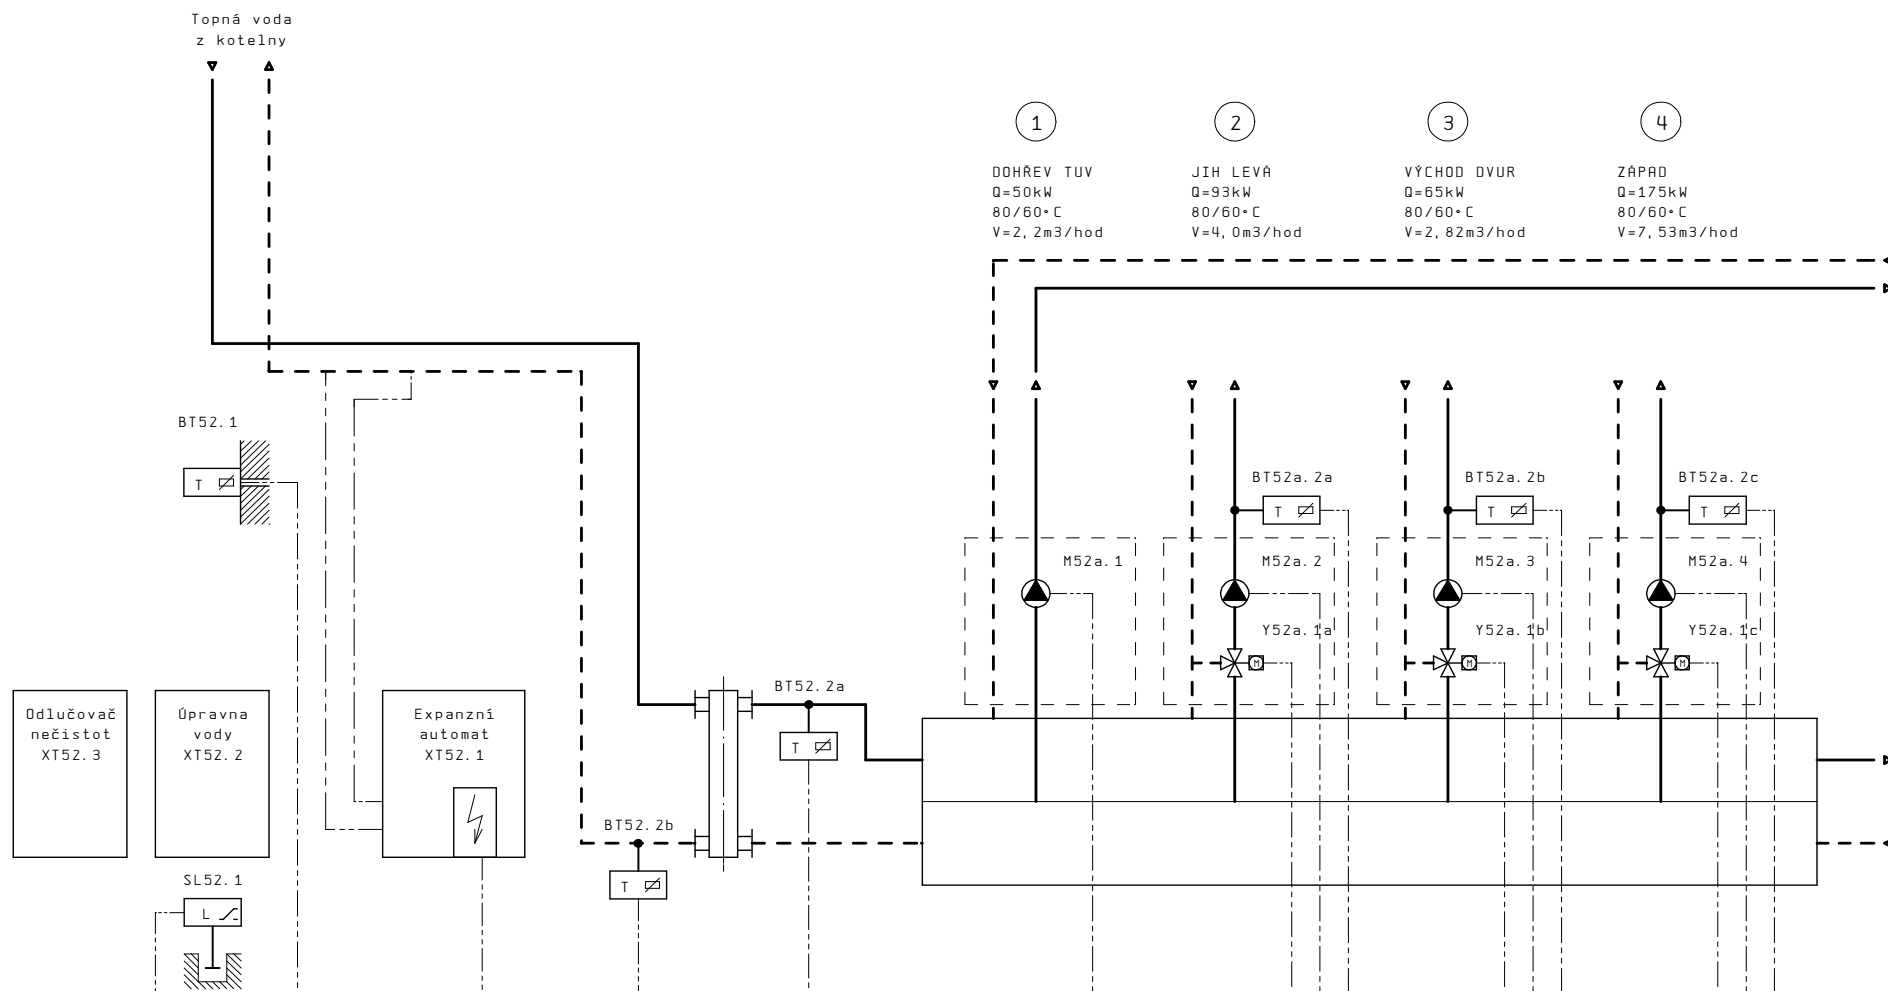 Topná voda
z kotelny
1
2
3
4
DOHŘEV TUV
Q=50kW
80/60°C
V=2,2m3/hod
JIH LEVÁ
Q=93kW
80/60°C
V=4,0m3/hod
VÝCHOD DVUR
Q=65kW
80/60°C
V=2,82m3/hod
ZÁPAD
Q=175kW
80/60°C
V=7,53m3/hod
BT52.1
T
BT52a.2a
T
BT52a.2b
T
BT52a.2c
T
M52a.1
M52a.2
M52a.3
M52a.4
Y52a.1a
M
Y52a.1b
M
Y52a.1c
M
Odlučovač
nečistot
XT52.3
Úpravna
vody
XT52.2
Expanzní
automat
XT52.1
BT52.2a
T
BT52.2b
T
SL52.1
L